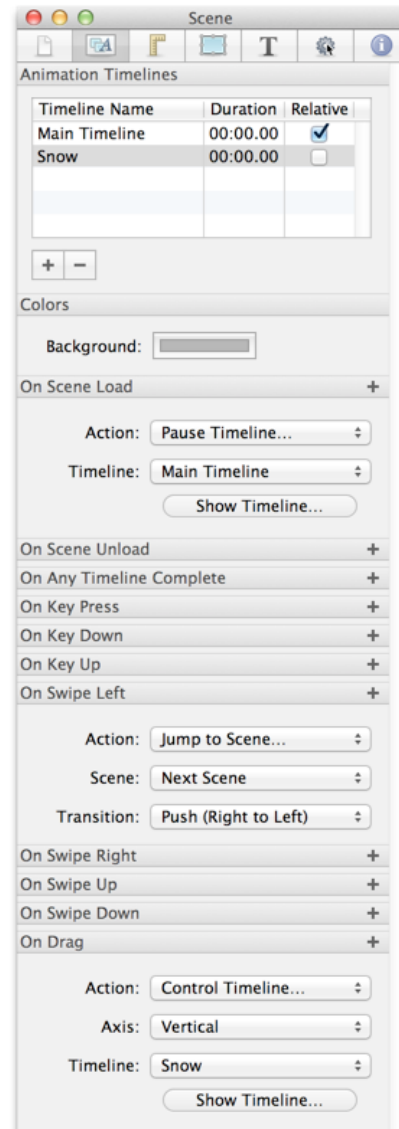 Scene
T
Animation Timelines
Timeline Name Duration Relative
Main Timeline 00:00.00
Snow 00:00.00
+ −
Colors
Background:
On Scene Load +
Action: Pause Timeline...
Timeline: Main Timeline
Show Timeline...
On Scene Unload +
On Any Timeline Complete +
On Key Press +
On Key Down +
On Key Up +
On Swipe Left +
Action: Jump to Scene...
Scene: Next Scene
Transition: Push (Right to Left)
On Swipe Right +
On Swipe Up +
On Swipe Down +
On Drag +
Action: Control Timeline...
Axis: Vertical
Timeline: Snow
Show Timeline...